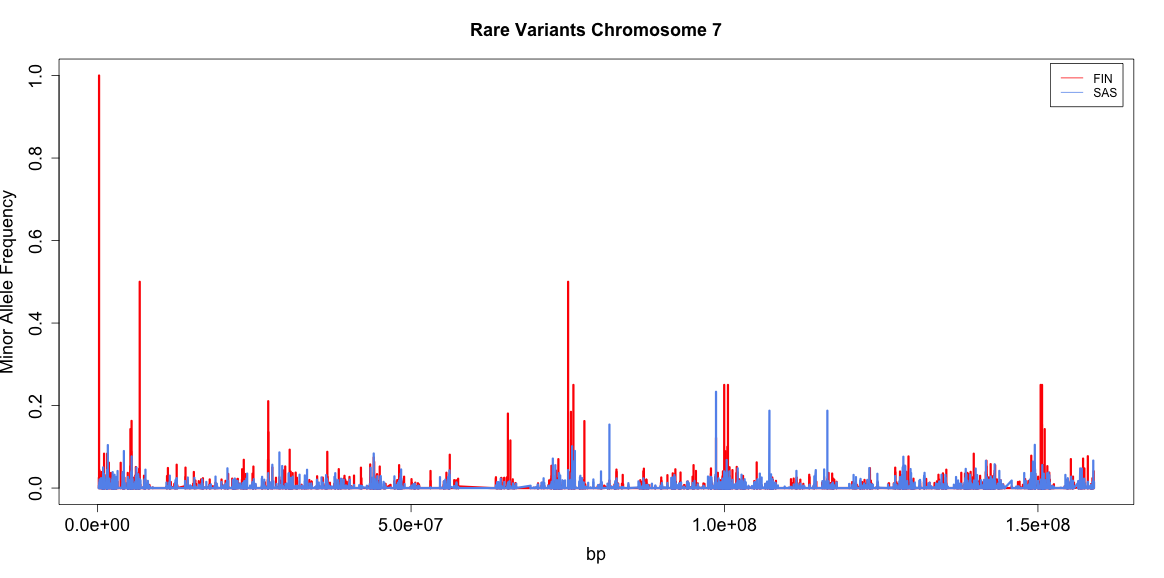 Rare Variants Chromosome 7
FIN
SAS
Minor Allele Frequency
1.0
0.8
0.6
0.4
0.2
0.0
0.0e+00 5.0e+07 1.0e+08 1.5e+08
bp